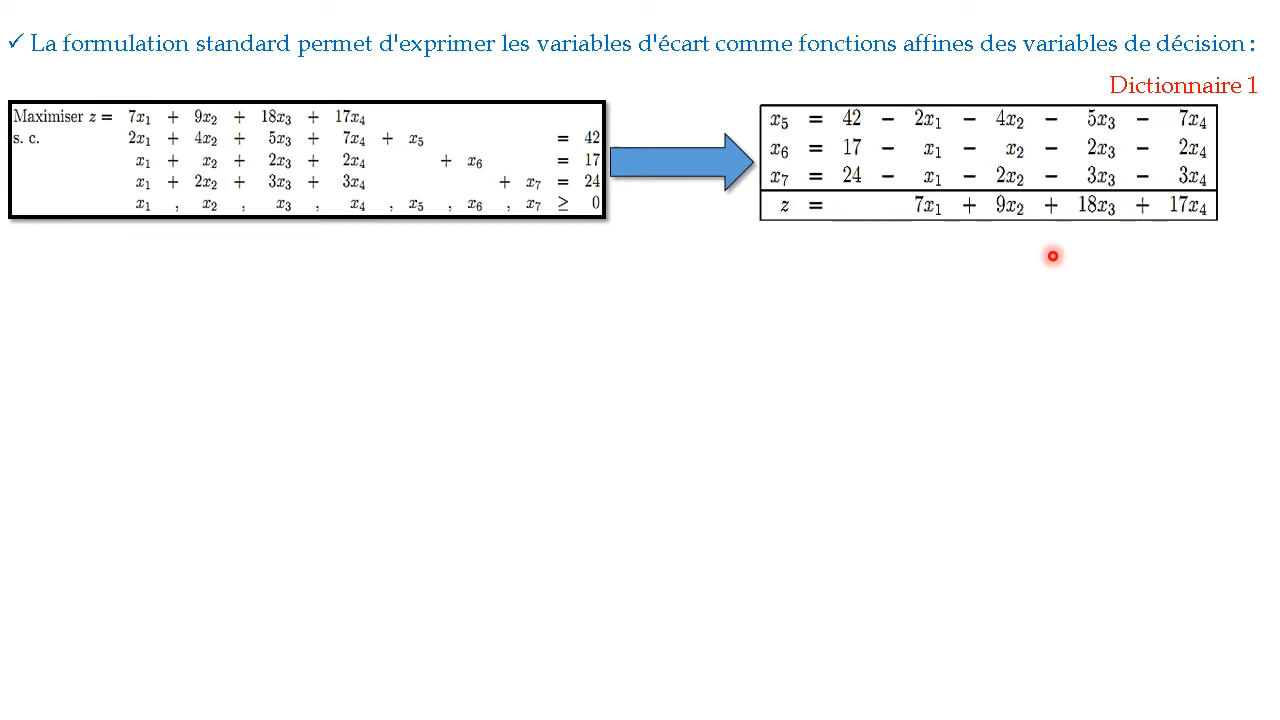 ✓ La formulation standard permet d'exprimer les variables d'écart comme fonctions affines des variables de décision :
Dictionnaire 1
Maximiser z = 7x₁ + 9x₂ + 18x₃ + 17x₄
s. c. 2x₁ + 4x₂ + 5x₃ + 7x₄ + x₅ = 42
x₁ + x₂ + 2x₃ + 2x₄ + x₆ = 17
x₁ + 2x₂ + 3x₃ + 3x₄ + x₇ = 24
x₁ , x₂ , x₃ , x₄ , x₅ , x₆ , x₇ ≥ 0
x₅ = 42 − 2x₁ − 4x₂ − 5x₃ − 7x₄
x₆ = 17 − x₁ − x₂ − 2x₃ − 2x₄
x₇ = 24 − x₁ − 2x₂ − 3x₃ − 3x₄
z = 7x₁ + 9x₂ + 18x₃ + 17x₄